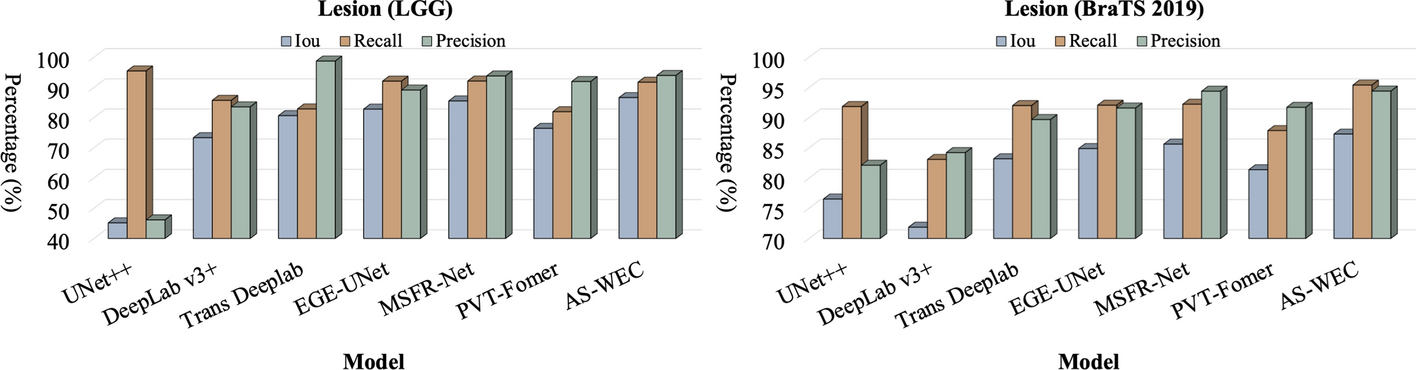 Lesion (LGG)
Iou Recall Precision
Percentage (%)
100
90
80
70
60
50
40
UNet++
DeepLab v3+
Trans Deeplab
EGE-UNet
MSFR-Net
PVT-Fomer
AS-WEC
Model
Lesion (BraTS 2019)
Iou Recall Precision
Percentage (%)
100
95
90
85
80
75
70
UNet++
DeepLab v3+
Trans Deeplab
EGE-UNet
MSFR-Net
PVT-Fomer
AS-WEC
Model